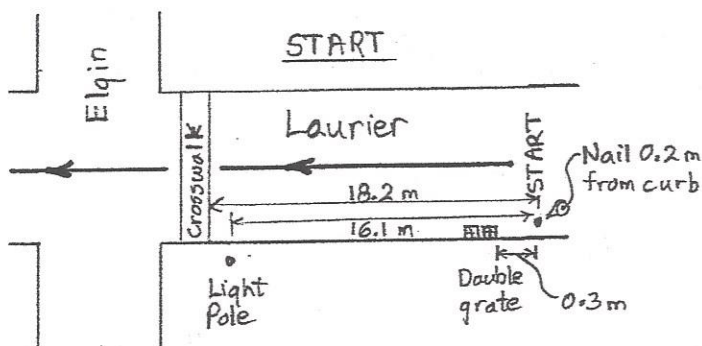 START
Elgin
Laurier
Crosswalk
START
Nail 0.2 m
from curb
18.2 m
16.1 m
Light
Pole
Double
grate
0.3 m